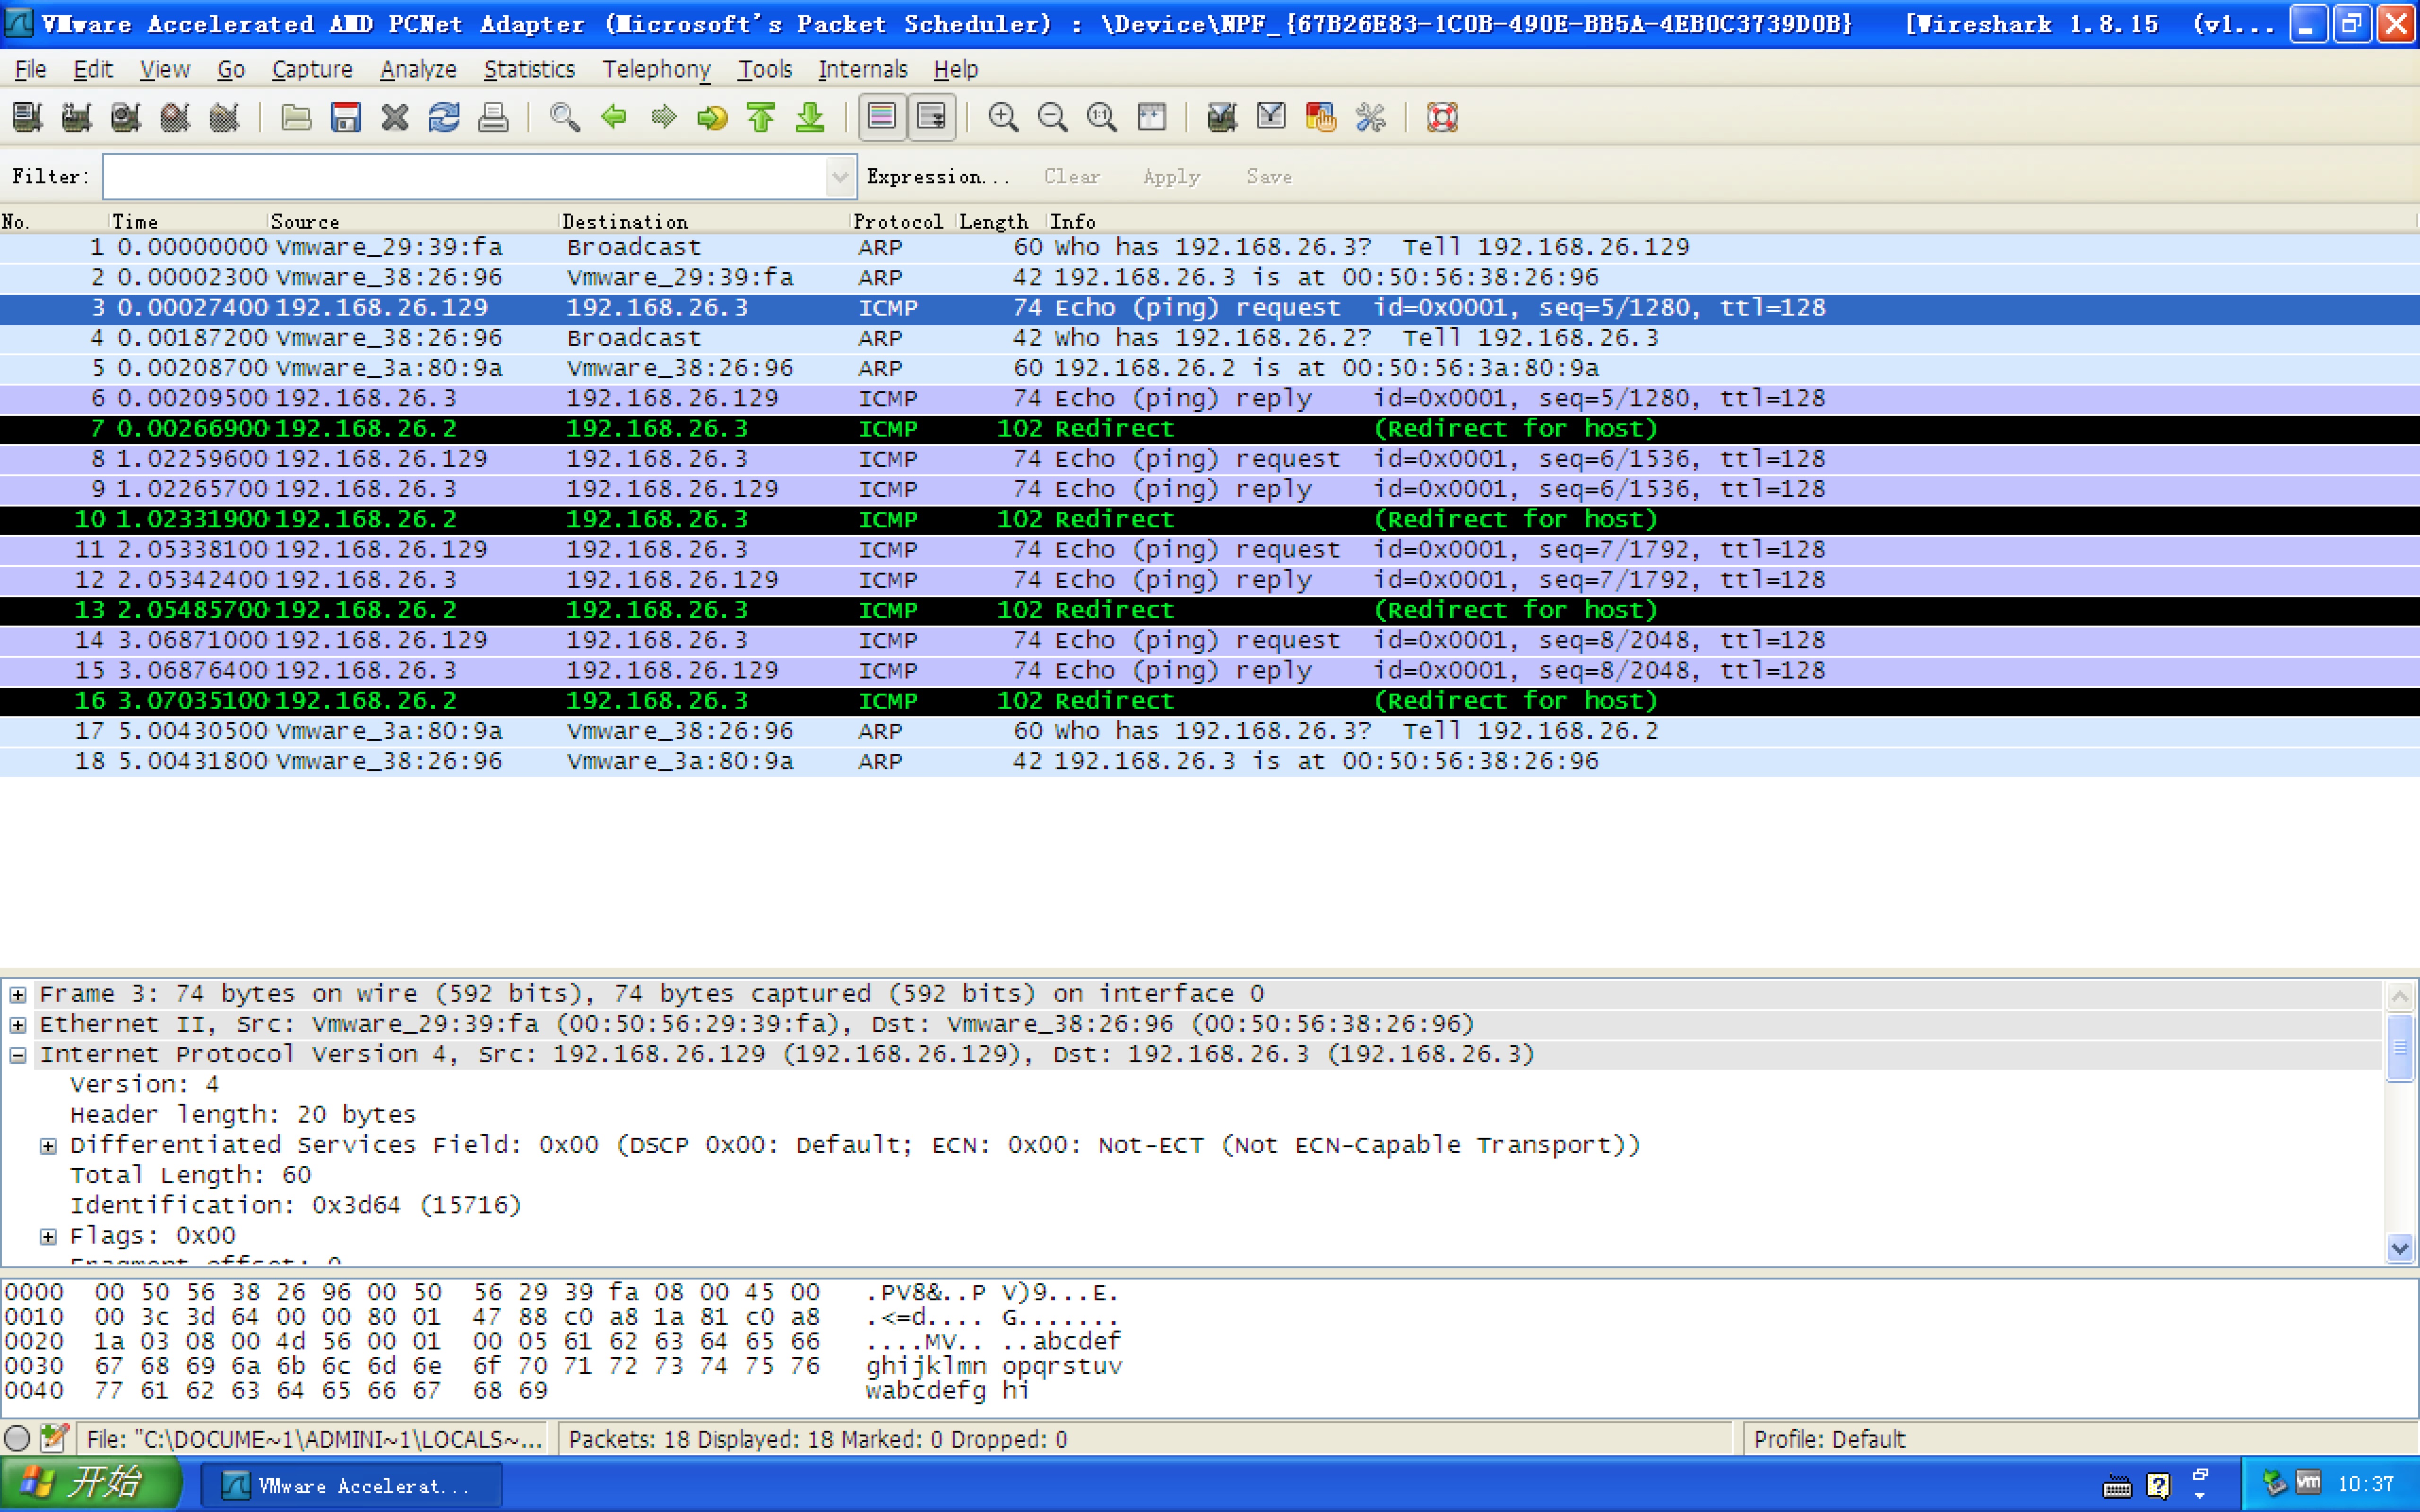 VMware Accelerated AMD PCNet Adapter (Microsoft's Packet Scheduler) : \Device\NPF_{67B26E83-1C0B-490E-BB5A-4EB0C3739D0B} [Wireshark 1.8.15 (v1...
File Edit View Go Capture Analyze Statistics Telephony Tools Internals Help
Filter: Expression... Clear Apply Save
No. Time Source Destination Protocol Length Info
1 0.00000000 Vmware_29:39:fa Broadcast ARP 60 Who has 192.168.26.3? Tell 192.168.26.129
2 0.00002300 Vmware_38:26:96 Vmware_29:39:fa ARP 42 192.168.26.3 is at 00:50:56:38:26:96
3 0.00027400 192.168.26.129 192.168.26.3 ICMP 74 Echo (ping) request id=0x0001, seq=5/1280, ttl=128
4 0.00187200 Vmware_38:26:96 Broadcast ARP 42 Who has 192.168.26.2? Tell 192.168.26.3
5 0.00208700 Vmware_3a:80:9a Vmware_38:26:96 ARP 60 192.168.26.2 is at 00:50:56:3a:80:9a
6 0.00209500 192.168.26.3 192.168.26.129 ICMP 74 Echo (ping) reply id=0x0001, seq=5/1280, ttl=128
7 0.00266900 192.168.26.2 192.168.26.3 ICMP 102 Redirect (Redirect for host)
8 1.02259600 192.168.26.129 192.168.26.3 ICMP 74 Echo (ping) request id=0x0001, seq=6/1536, ttl=128
9 1.02265700 192.168.26.3 192.168.26.129 ICMP 74 Echo (ping) reply id=0x0001, seq=6/1536, ttl=128
10 1.02331900 192.168.26.2 192.168.26.3 ICMP 102 Redirect (Redirect for host)
11 2.05338100 192.168.26.129 192.168.26.3 ICMP 74 Echo (ping) request id=0x0001, seq=7/1792, ttl=128
12 2.05342400 192.168.26.3 192.168.26.129 ICMP 74 Echo (ping) reply id=0x0001, seq=7/1792, ttl=128
13 2.05485700 192.168.26.2 192.168.26.3 ICMP 102 Redirect (Redirect for host)
14 3.06871000 192.168.26.129 192.168.26.3 ICMP 74 Echo (ping) request id=0x0001, seq=8/2048, ttl=128
15 3.06876400 192.168.26.3 192.168.26.129 ICMP 74 Echo (ping) reply id=0x0001, seq=8/2048, ttl=128
16 3.07035100 192.168.26.2 192.168.26.3 ICMP 102 Redirect (Redirect for host)
17 5.00430500 Vmware_3a:80:9a Vmware_38:26:96 ARP 60 Who has 192.168.26.3? Tell 192.168.26.2
18 5.00431800 Vmware_38:26:96 Vmware_3a:80:9a ARP 42 192.168.26.3 is at 00:50:56:38:26:96
Frame 3: 74 bytes on wire (592 bits), 74 bytes captured (592 bits) on interface 0
Ethernet II, Src: Vmware_29:39:fa (00:50:56:29:39:fa), Dst: Vmware_38:26:96 (00:50:56:38:26:96)
Internet Protocol Version 4, Src: 192.168.26.129 (192.168.26.129), Dst: 192.168.26.3 (192.168.26.3)
Version: 4
Header length: 20 bytes
Differentiated Services Field: 0x00 (DSCP 0x00: Default; ECN: 0x00: Not-ECT (Not ECN-Capable Transport))
Total Length: 60
Identification: 0x3d64 (15716)
Flags: 0x00
Fragment offset: 0
0000 00 50 56 38 26 96 00 50 56 29 39 fa 08 00 45 00 .PV8&..P V)9...E.
0010 00 3c 3d 64 00 00 80 01 47 88 c0 a8 1a 81 c0 a8 .<=d.... G.......
0020 1a 03 08 00 4d 56 00 01 00 05 61 62 63 64 65 66 ....MV.. ..abcdef
0030 67 68 69 6a 6b 6c 6d 6e 6f 70 71 72 73 74 75 76 ghijklmn opqrstuv
0040 77 61 62 63 64 65 66 67 68 69 wabcdefg hi
File: "C:\DOCUME~1\ADMINI~1\LOCALS~... Packets: 18 Displayed: 18 Marked: 0 Dropped: 0 Profile: Default
开始 VMware Accelerat... 10:37